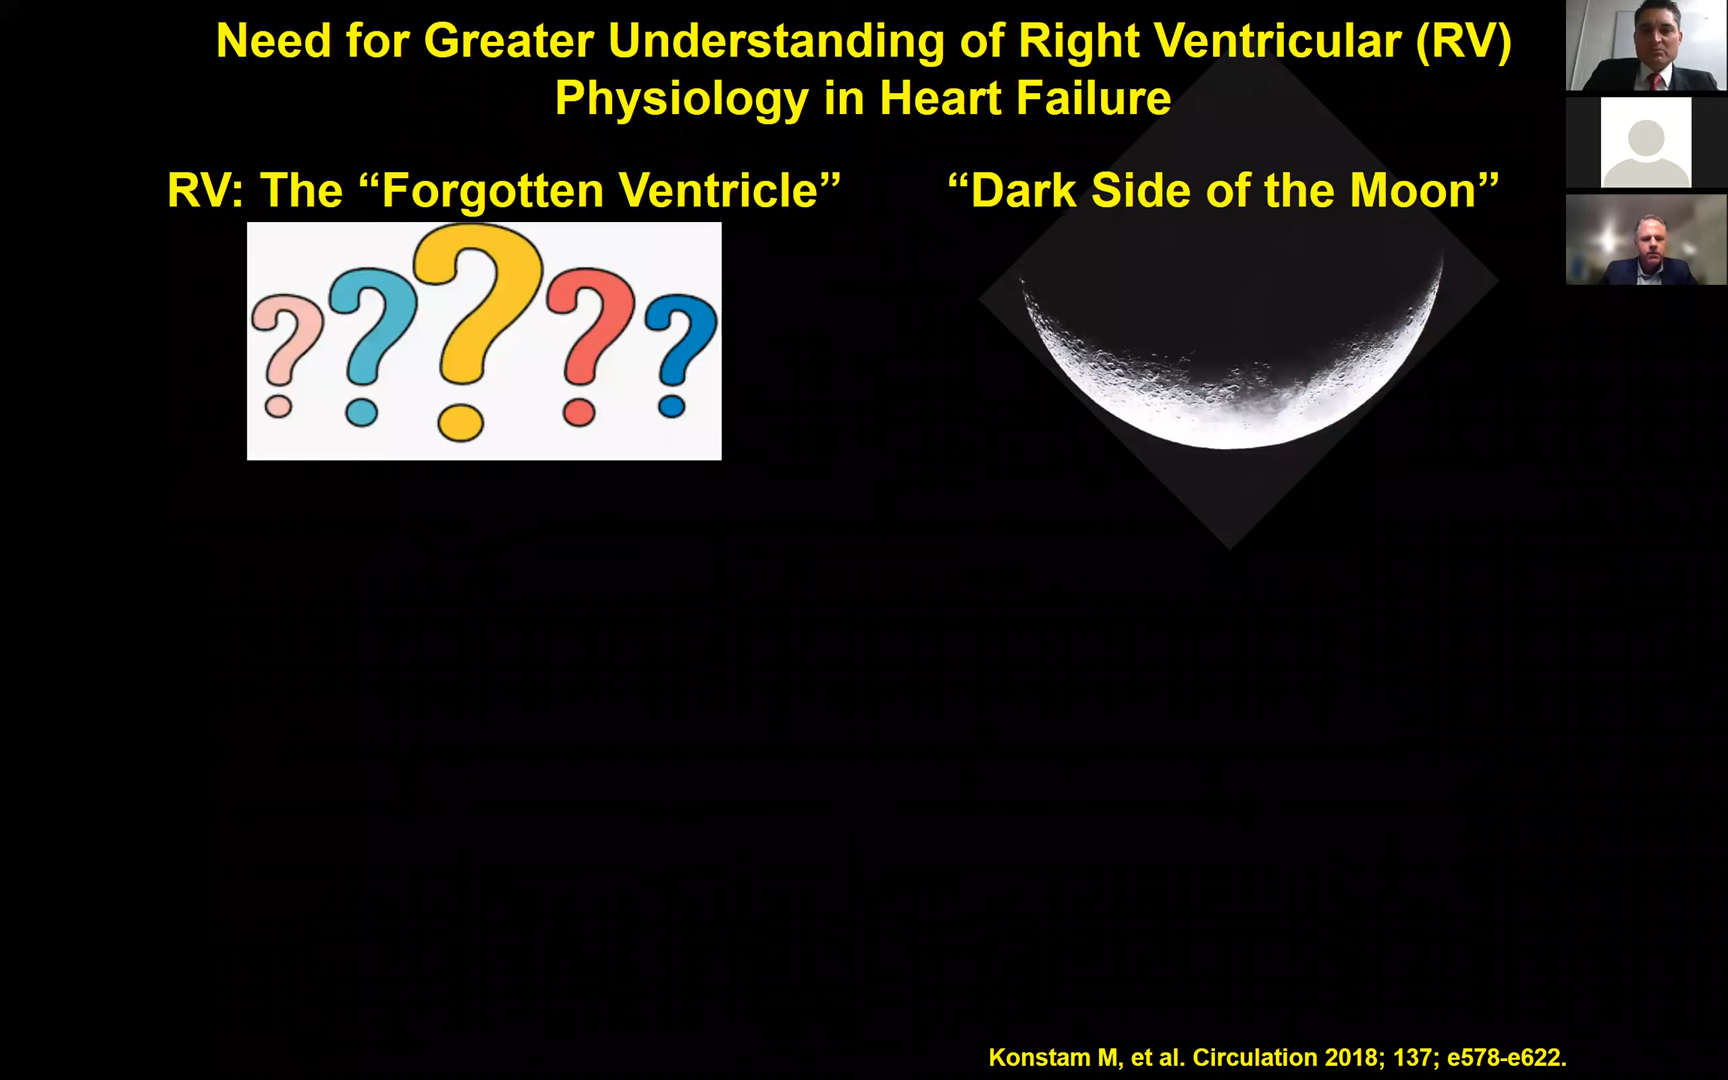 Need for Greater Understanding of Right Ventricular (RV)
Physiology in Heart Failure
RV: The “Forgotten Ventricle”
“Dark Side of the Moon”
? ? ? ? ?
Konstam M, et al. Circulation 2018; 137; e578-e622.